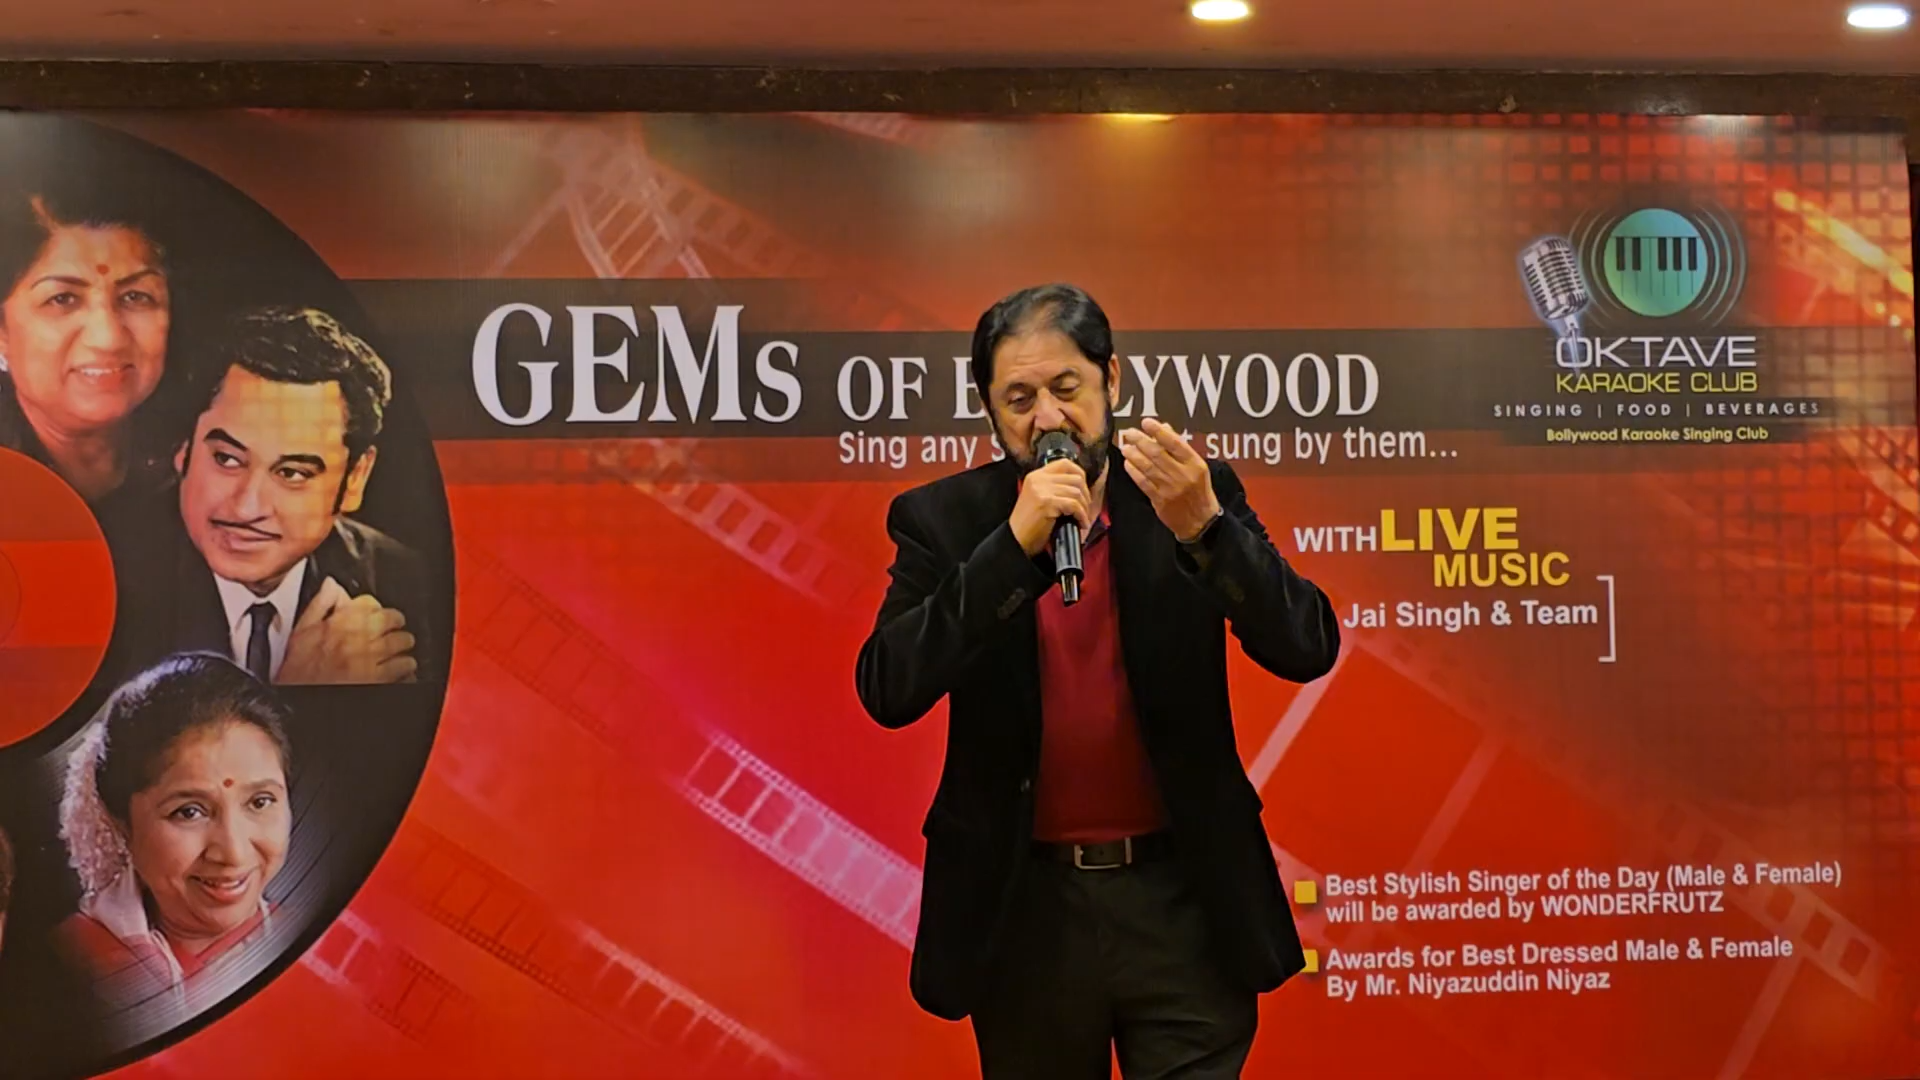 GEMS OF B LYWOOD
Sing any s t sung by them...
OKTAVE
KARAOKE CLUB
SINGING | FOOD | BEVERAGES
Bollywood Karaoke Singing Club
WITH LIVE
MUSIC
Jai Singh & Team
Best Stylish Singer of the Day (Male & Female)
will be awarded by WONDERFRUTZ
Awards for Best Dressed Male & Female
By Mr. Niyazuddin Niyaz